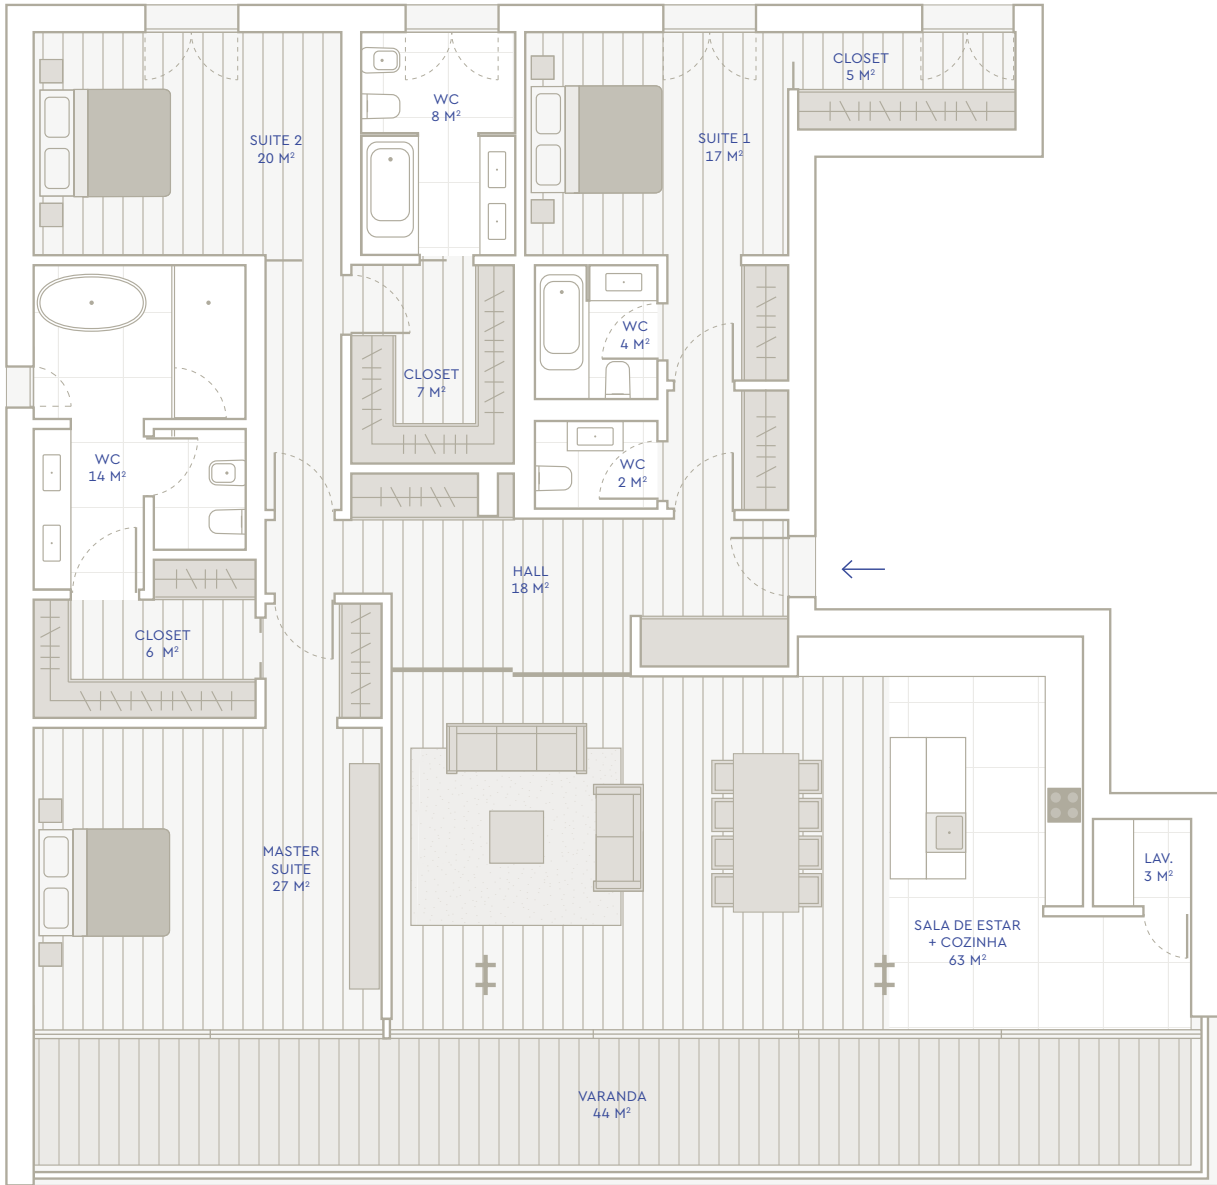 CLOSET
5 M²
WC
8 M²
SUITE 2
20 M²
SUITE 1
17 M²
WC
4 M²
CLOSET
7 M²
WC
14 M²
WC
2 M²
HALL
18 M²
CLOSET
6 M²
MASTER
SUITE
27 M²
LAV.
3 M²
SALA DE ESTAR
+ COZINHA
63 M²
VARANDA
44 M²